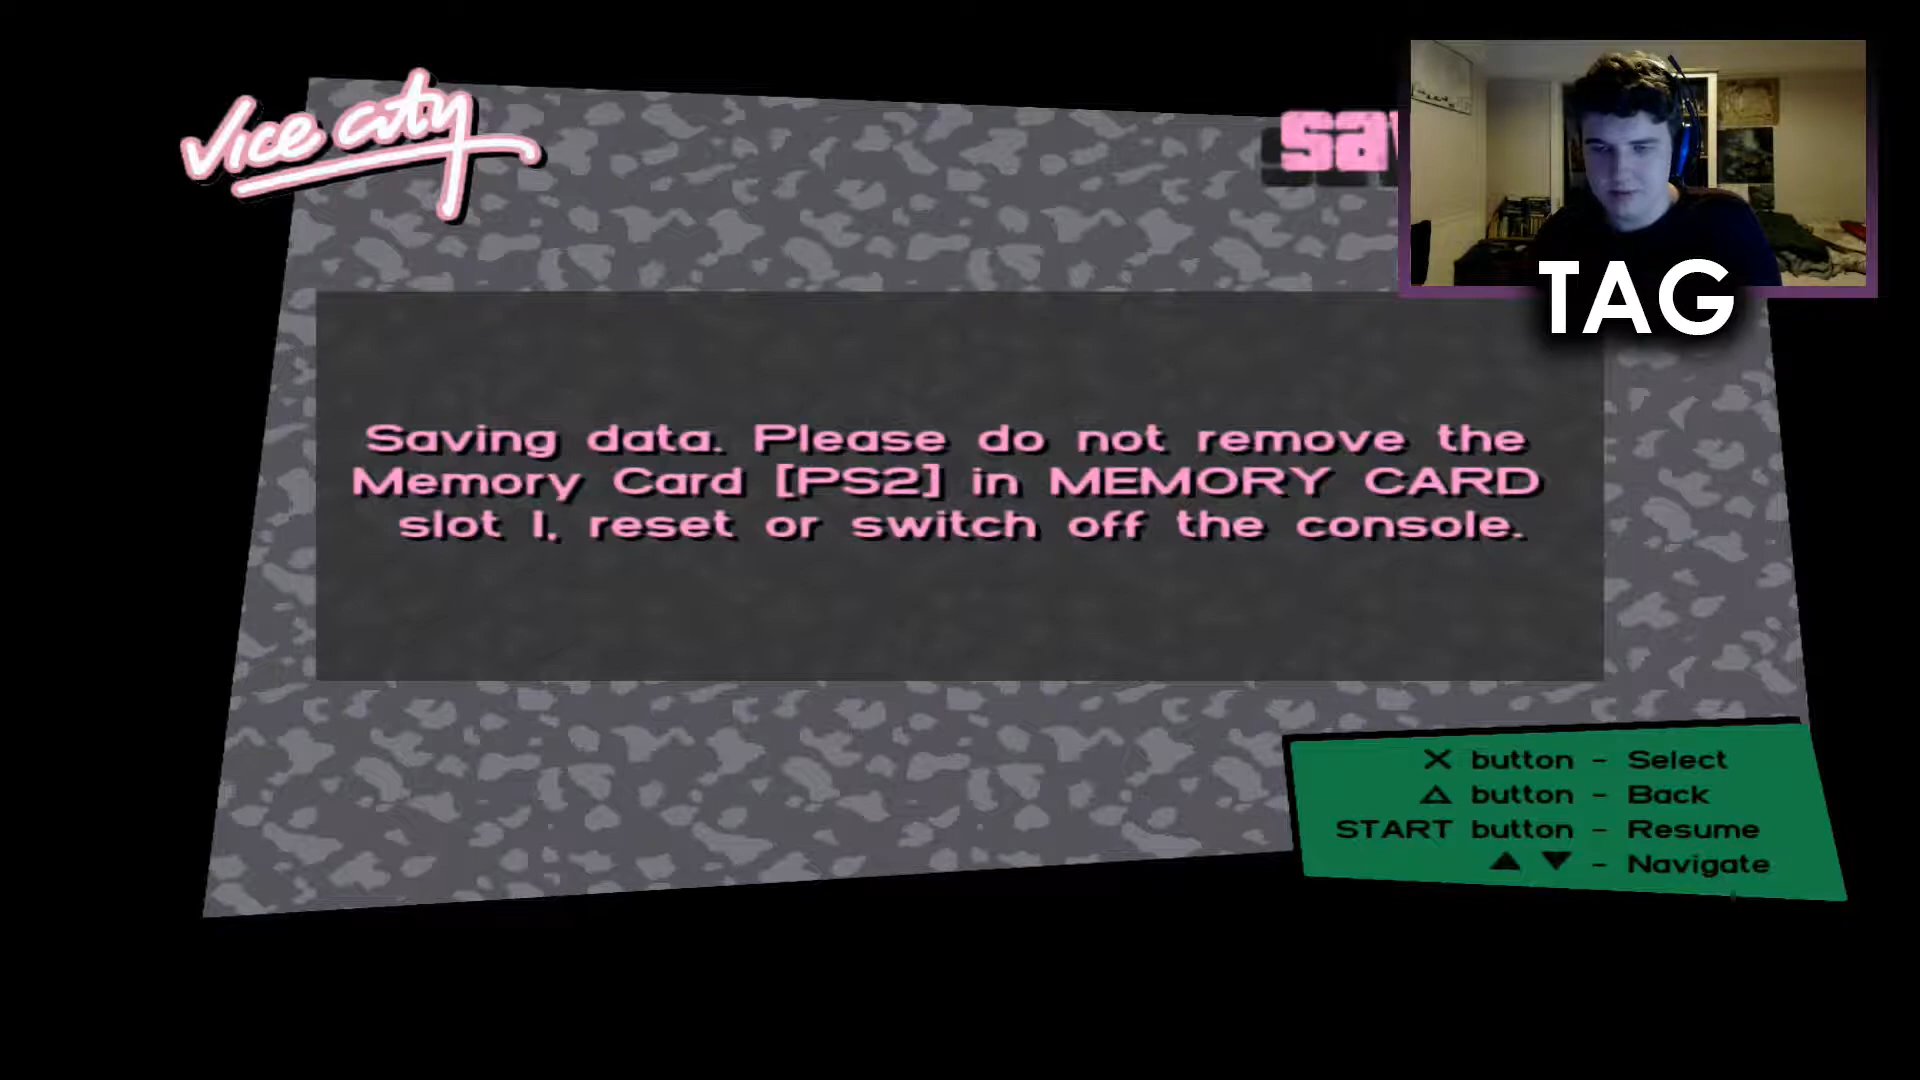 vice city
sav
TAG
Saving data. Please do not remove the
Memory Card [PS2] in MEMORY CARD
slot 1, reset or switch off the console.
X button - Select
△ button - Back
START button - Resume
▲ ▼ - Navigate